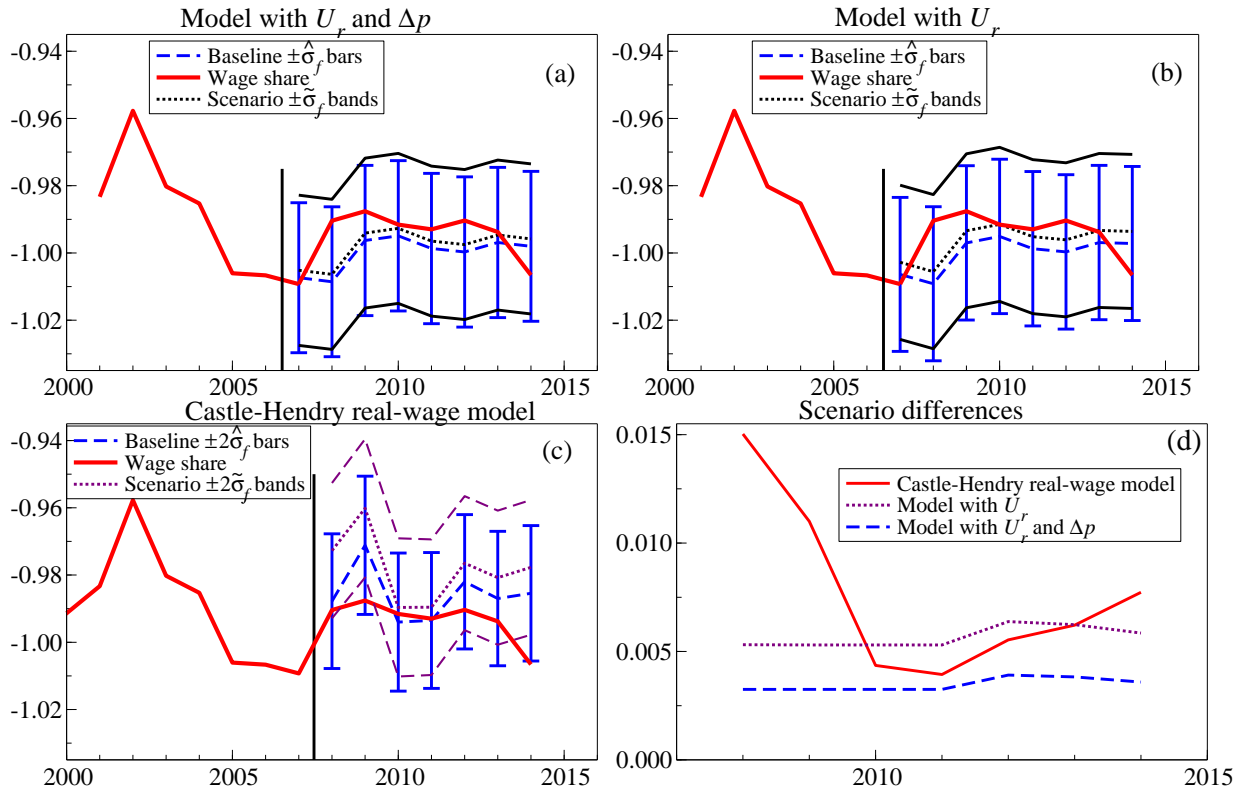 Model with U_r and Δp
-0.94
-0.96
-0.98
-1.00
-1.02
2000
2005
2010
2015
Baseline ±σ̂_f bars
Wage share
Scenario ±σ̃_f bands
(a)
Model with U_r
-0.94
-0.96
-0.98
-1.00
-1.02
2000
2005
2010
2015
Baseline ±σ̂_f bars
Wage share
Scenario ±σ̃_f bands
(b)
Castle-Hendry real-wage model
-0.94
-0.96
-0.98
-1.00
-1.02
2000
2005
2010
2015
Baseline ±2σ̂_f bars
Wage share
Scenario ±2σ̃_f bands
(c)
Scenario differences
0.015
0.010
0.005
0.000
2010
2015
Castle-Hendry real-wage model
Model with U_r
Model with U_r and Δp
(d)